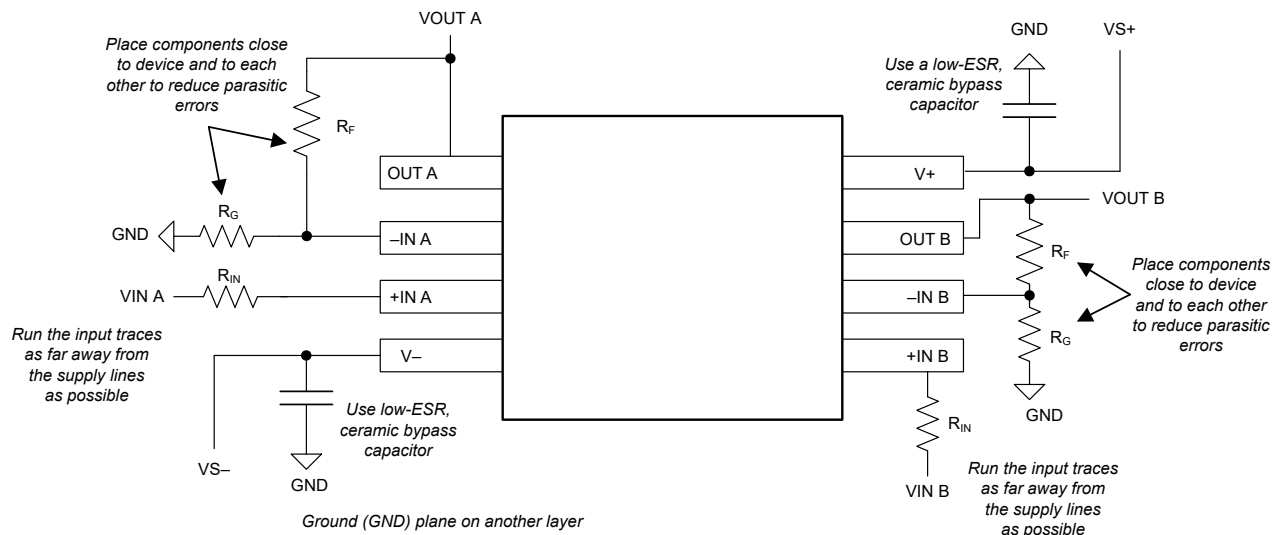 VOUT A
Place components close
to device and to each
other to reduce parasitic
errors
RF
OUT A
RG
GND
–IN A
RIN
VIN A
+IN A
Run the input traces
as far away from
the supply lines
as possible
V–
Use low-ESR,
ceramic bypass
capacitor
VS–
GND
Ground (GND) plane on another layer
GND
VS+
Use a low-ESR,
ceramic bypass
capacitor
V+
VOUT B
OUT B
RF
Place components
close to device
and to each other
to reduce parasitic
errors
–IN B
RG
+IN B
GND
RIN
VIN B
Run the input traces
as far away from
the supply lines
as possible